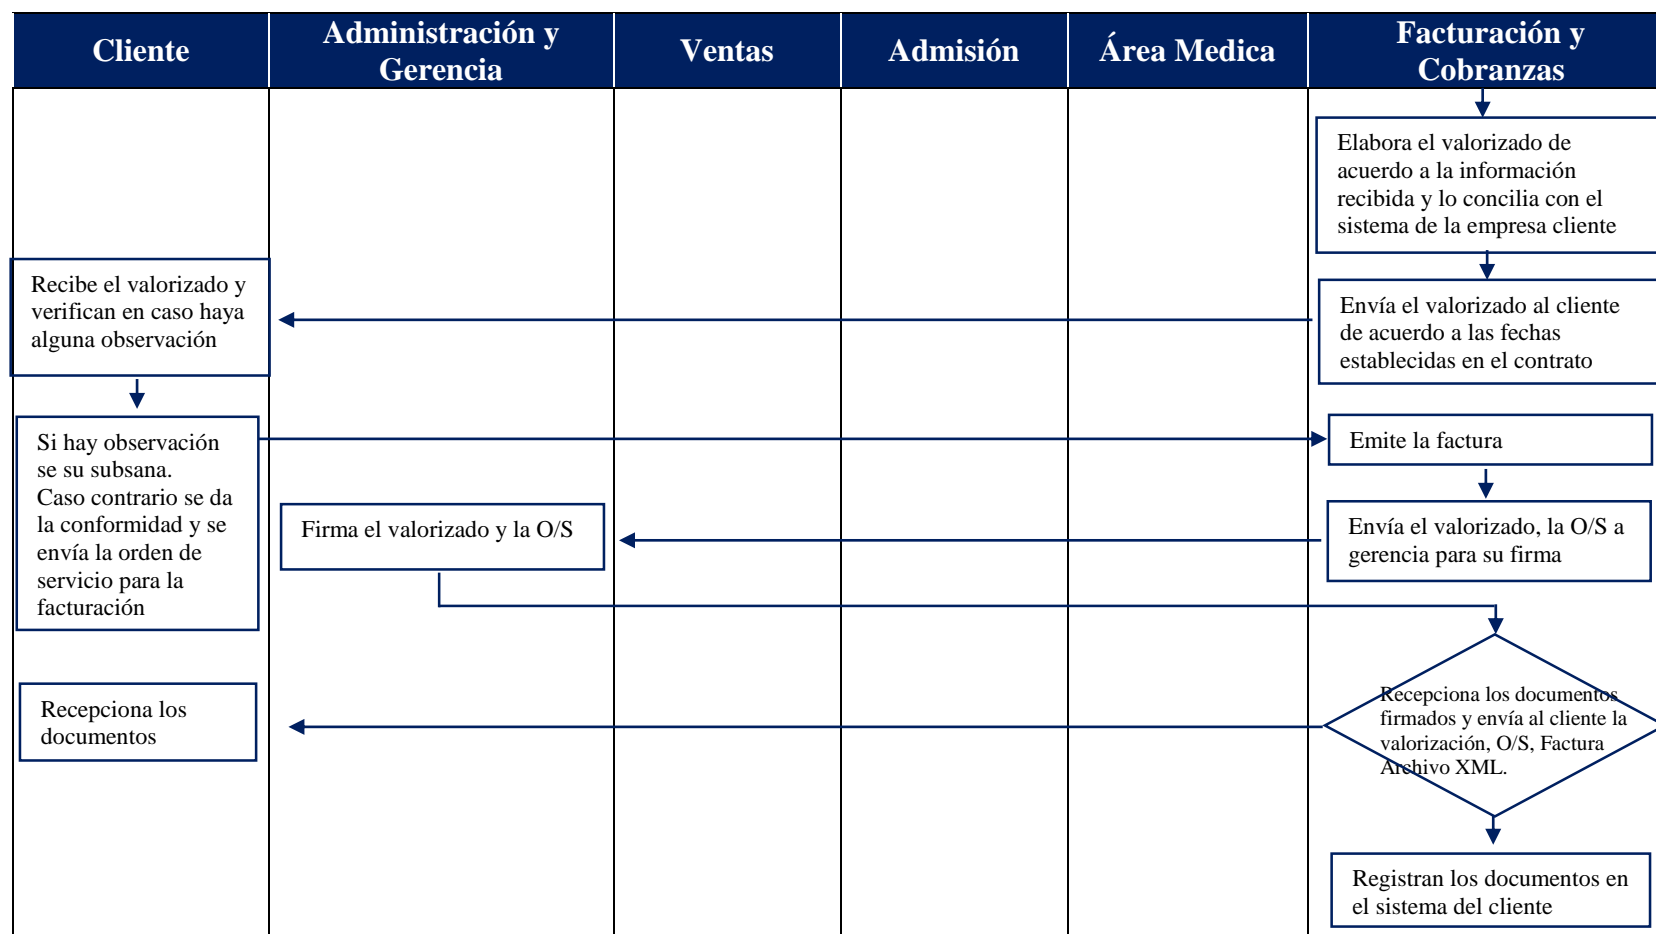 Cliente
Administración y
Gerencia
Ventas
Admisión
Área Medica
Facturación y
Cobranzas
Elabora el valorizado de
acuerdo a la información
recibida y lo concilia con el
sistema de la empresa cliente
Recibe el valorizado y
verifican en caso haya
alguna observación
Envía el valorizado al cliente
de acuerdo a las fechas
establecidas en el contrato
Si hay observación
se su subsana.
Caso contrario se da
la conformidad y se
envía la orden de
servicio para la
facturación
Emite la factura
Firma el valorizado y la O/S
Envía el valorizado, la O/S a
gerencia para su firma
Recepciona los
documentos
Recepciona los documentos
firmados y envía al cliente la
valorización, O/S, Factura
Archivo XML.
Registran los documentos en
el sistema del cliente